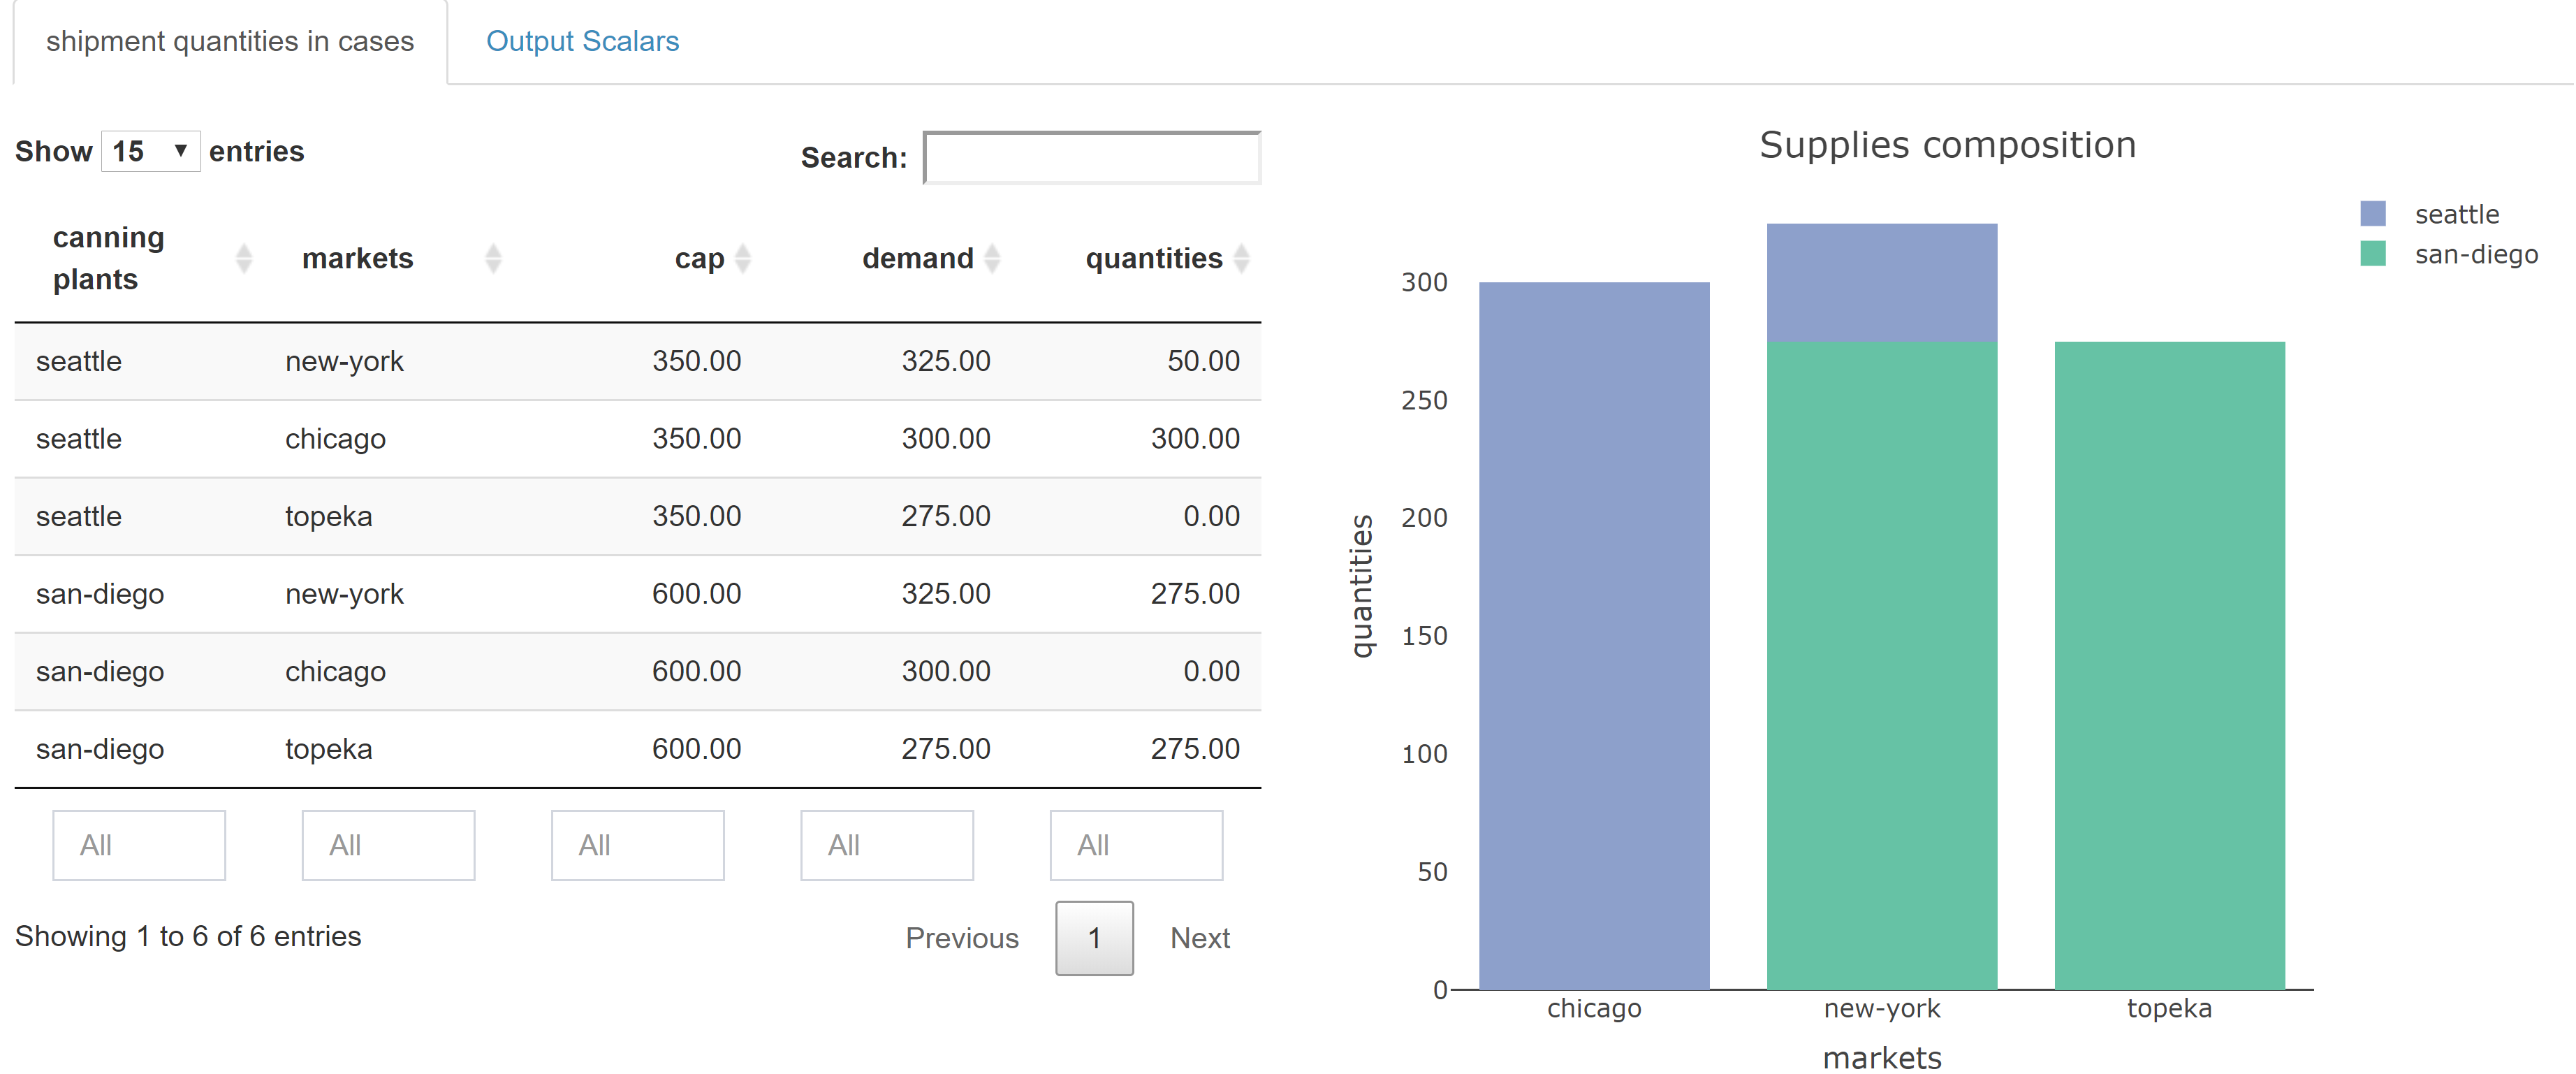 shipment quantities in cases Output Scalars
Show 15 entries Search:
canning plants markets cap demand quantities
seattle new-york 350.00 325.00 50.00
seattle chicago 350.00 300.00 300.00
seattle topeka 350.00 275.00 0.00
san-diego new-york 600.00 325.00 275.00
san-diego chicago 600.00 300.00 0.00
san-diego topeka 600.00 275.00 275.00
All All All All All
Showing 1 to 6 of 6 entries Previous 1 Next
Supplies composition
seattle
san-diego
quantities
300
250
200
150
100
50
0
chicago new-york topeka
markets